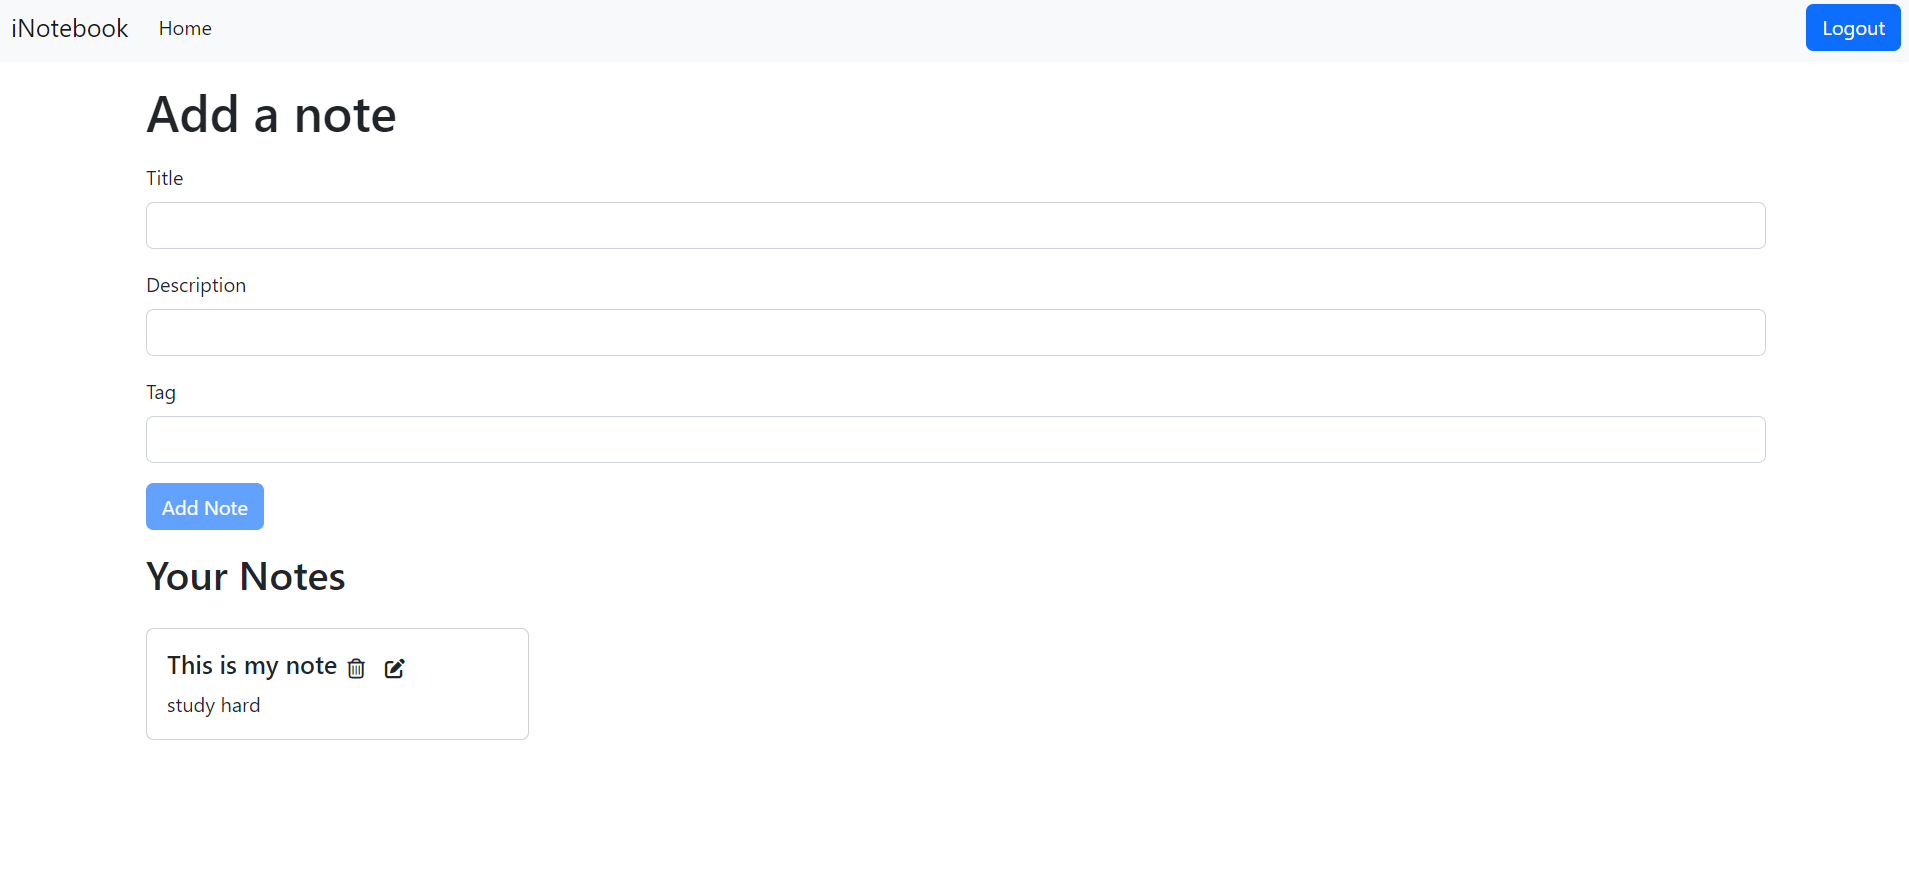 iNotebook Home Logout
Add a note
Title
Description
Tag
Add Note
Your Notes
This is my note
study hard